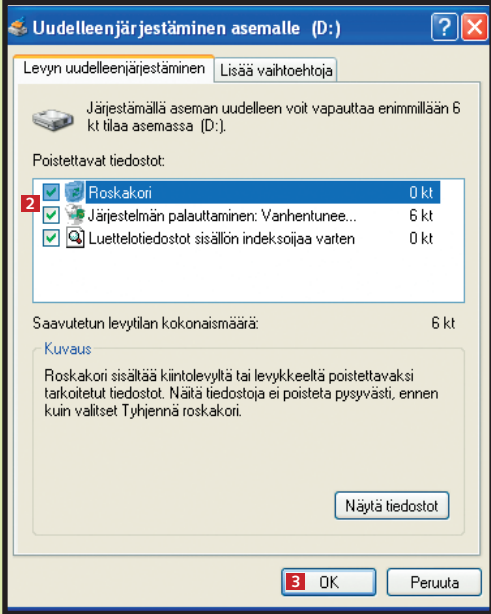 Uudelleenjärjestäminen asemalle (D:)
Levyn uudelleenjärjestäminen
Lisää vaihtoehtoja
Järjestämällä aseman uudelleen voit vapauttaa enimmillään 6
kt tilaa asemassa (D:).
Poistettavat tiedostot:
2
Roskakori 0 kt
Järjestelmän palauttaminen: Vanhentunee... 6 kt
Luettelotiedostot sisällön indeksoijaa varten 0 kt
Saavutetun levytilan kokonaismäärä: 6 kt
Kuvaus
Roskakori sisältää kiintolevyltä tai levykkeeltä poistettavaksi
tarkoitetut tiedostot. Näitä tiedostoja ei poisteta pysyvästi, ennen
kuin valitset Tyhjennä roskakori.
Näytä tiedostot
3 OK
Peruuta